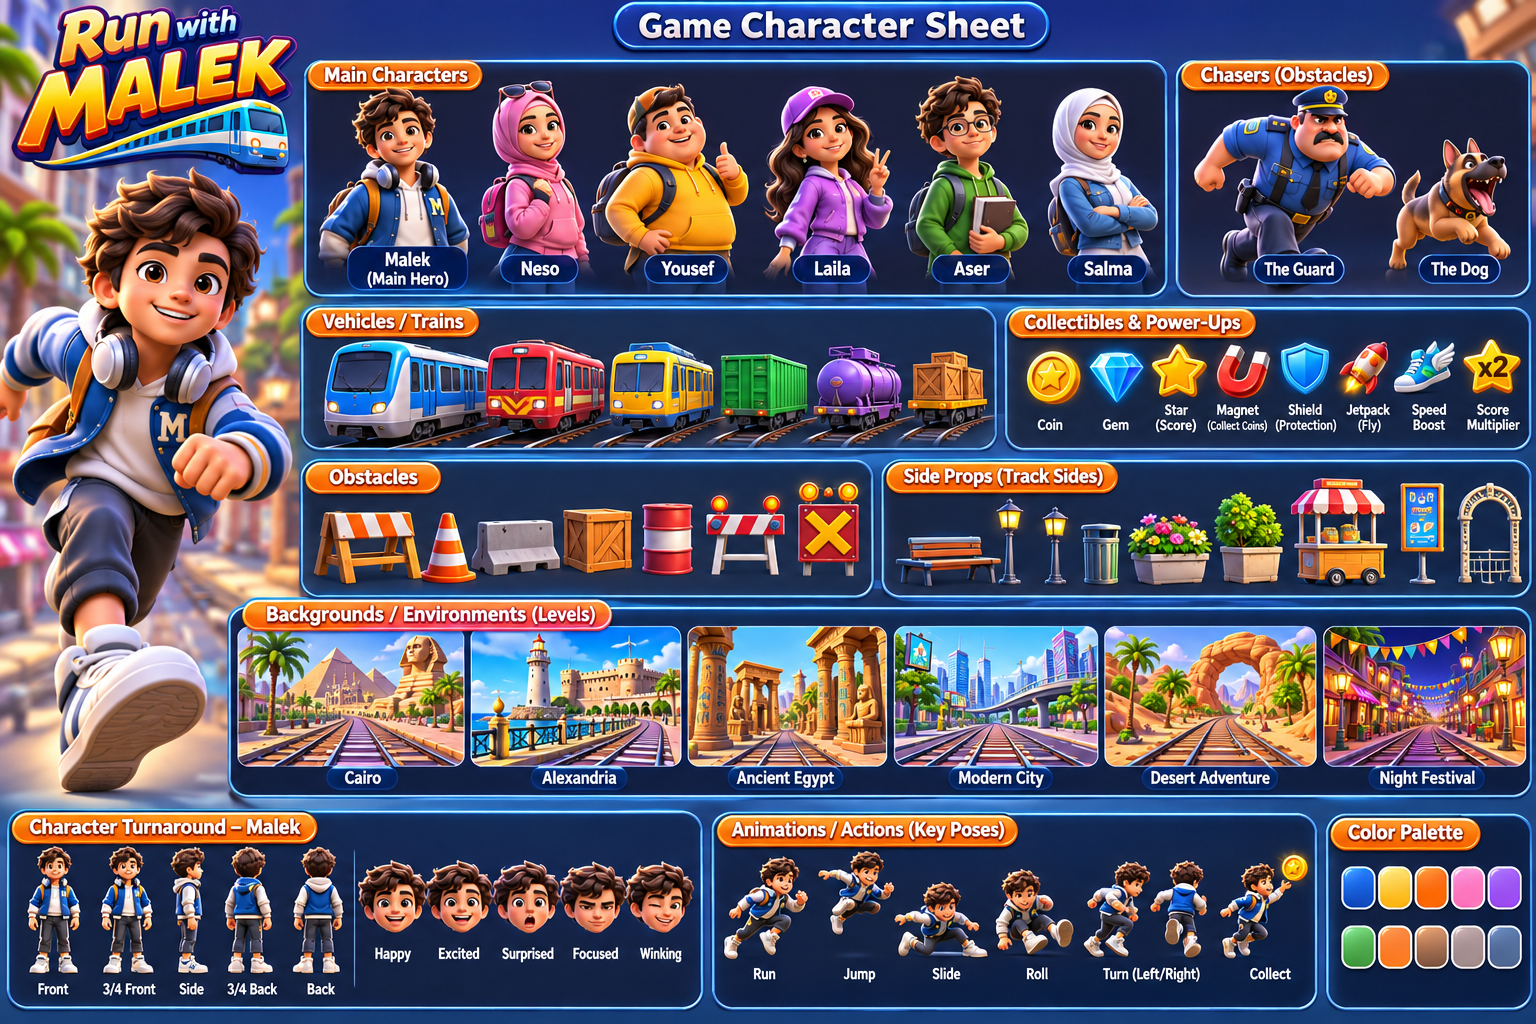 Run with
MALEK
Game Character Sheet
Main Characters
M
Malek
(Main Hero)
Neso
Yousef
Laila
Aser
Salma
Chasers (Obstacles)
The Guard
The Dog
M
Vehicles / Trains
Collectibles & Power-Ups
x2
Coin
Gem
Star
(Score)
Magnet
(Collect Coins)
Shield
(Protection)
Jetpack
(Fly)
Speed
Boost
Score
Multiplier
Obstacles
Side Props (Track Sides)
Backgrounds / Environments (Levels)
Cairo
Alexandria
Ancient Egypt
Modern City
Desert Adventure
Night Festival
Character Turnaround – Malek
Front
3/4 Front
Side
3/4 Back
Back
Happy
Excited
Surprised
Focused
Winking
Animations / Actions (Key Poses)
Run
Jump
Slide
Roll
Turn (Left/Right)
Collect
Color Palette